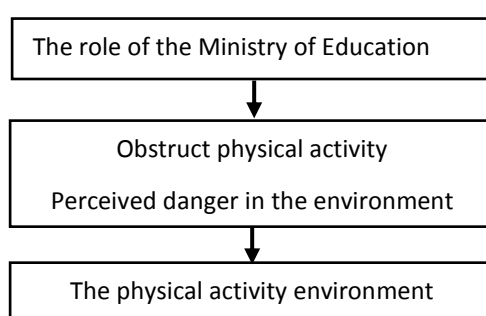 The role of the Ministry of Education
Obstruct physical activity
Perceived danger in the environment
The physical activity environment